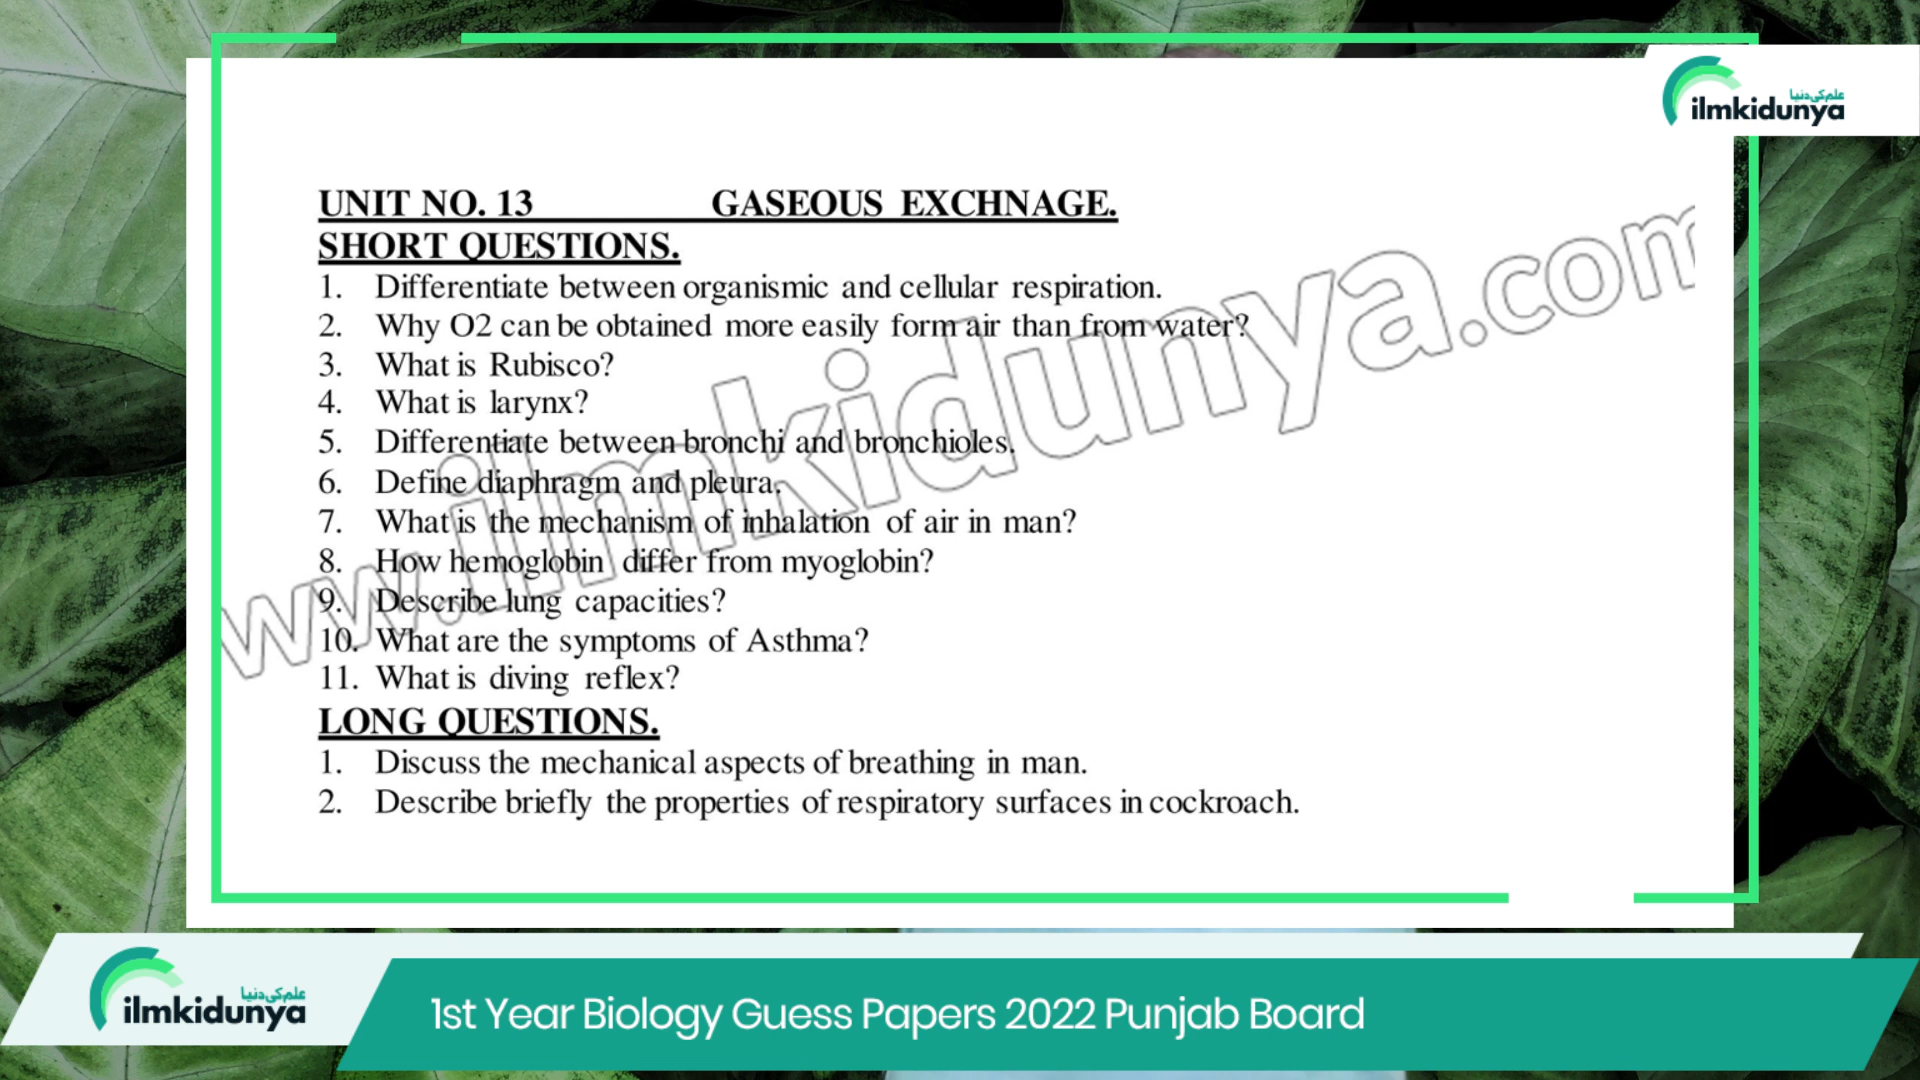 علم کی دنیا
ilmkidunya
UNIT NO. 13 GASEOUS EXCHNAGE.
SHORT QUESTIONS.
1. Differentiate between organismic and cellular respiration.
2. Why O2 can be obtained more easily form air than from water?
3. What is Rubisco?
4. What is larynx?
5. Differentiate between bronchi and bronchioles.
6. Define diaphragm and pleura.
7. What is the mechanism of inhalation of air in man?
8. How hemoglobin differ from myoglobin?
9. Describe lung capacities?
10. What are the symptoms of Asthma?
11. What is diving reflex?
LONG QUESTIONS.
1. Discuss the mechanical aspects of breathing in man.
2. Describe briefly the properties of respiratory surfaces in cockroach.
ww.ilmkidunya.com
علم کی دنیا
ilmkidunya
1st Year Biology Guess Papers 2022 Punjab Board